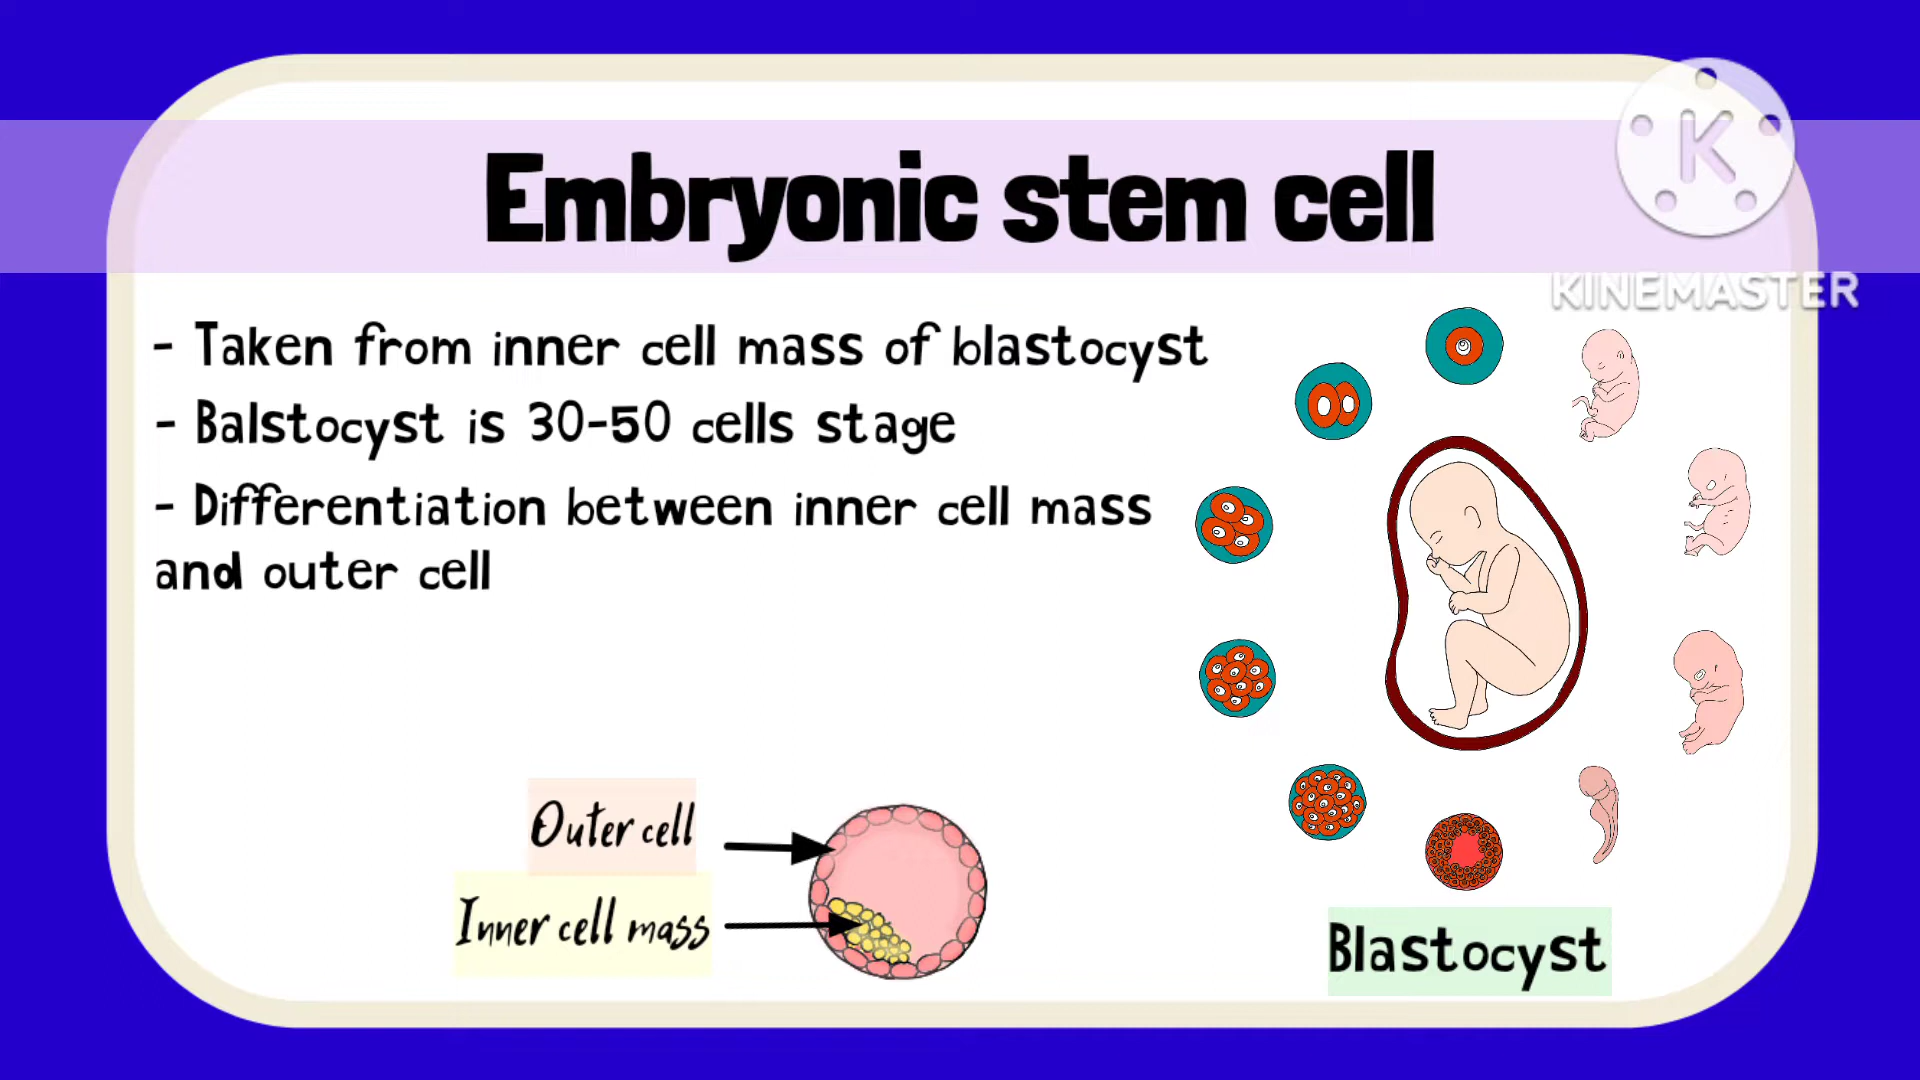 Embryonic stem cell
K
KINEMASTER
- Taken from inner cell mass of blastocyst
- Balstocyst is 30-50 cells stage
- Differentiation between inner cell mass
and outer cell
Outer cell
Inner cell mass
Blastocyst